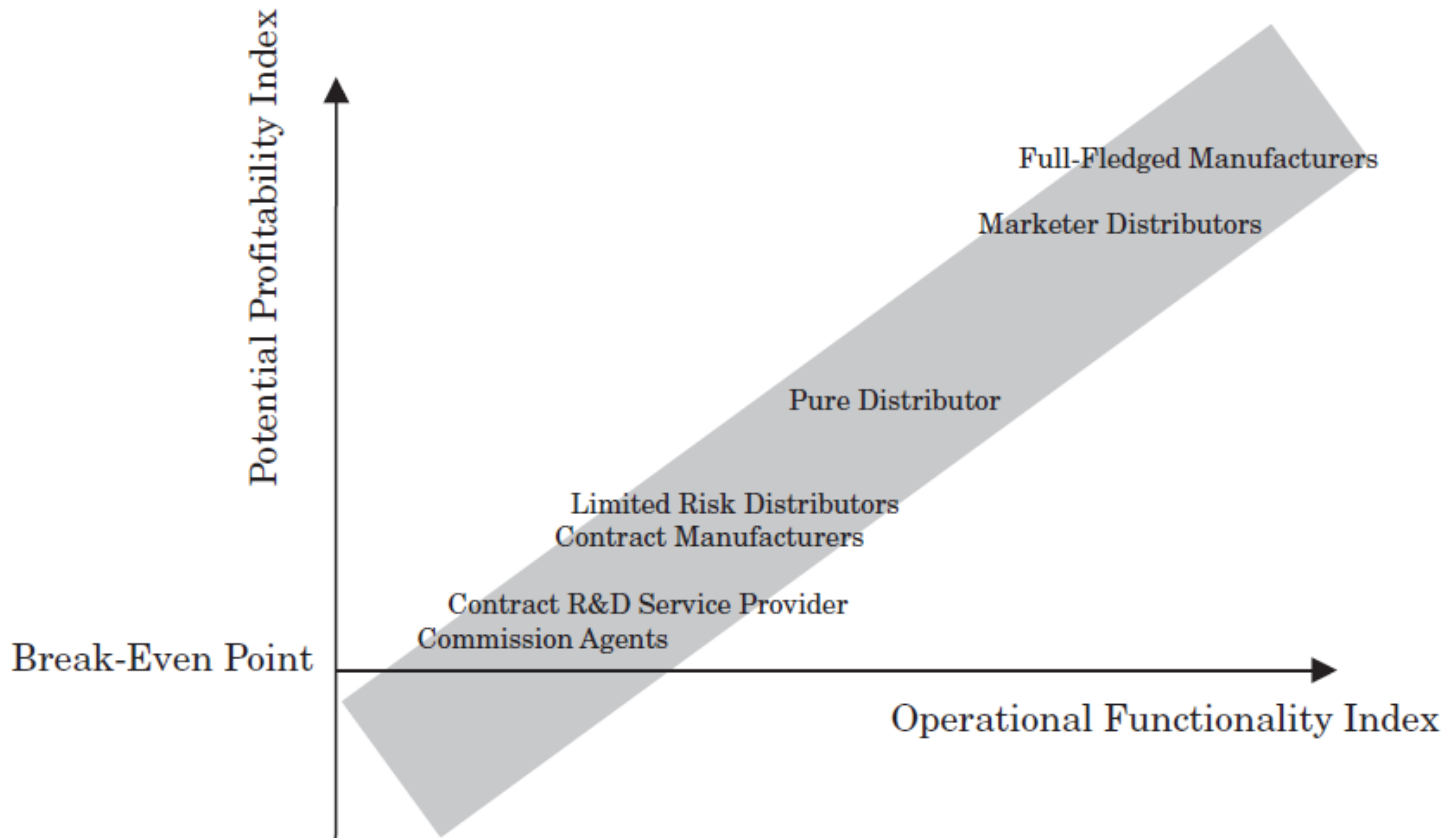 Potential Profitability Index
Full-Fledged Manufacturers
Marketer Distributors
Pure Distributor
Limited Risk Distributors
Contract Manufacturers
Contract R&D Service Provider
Commission Agents
Break-Even Point
Operational Functionality Index